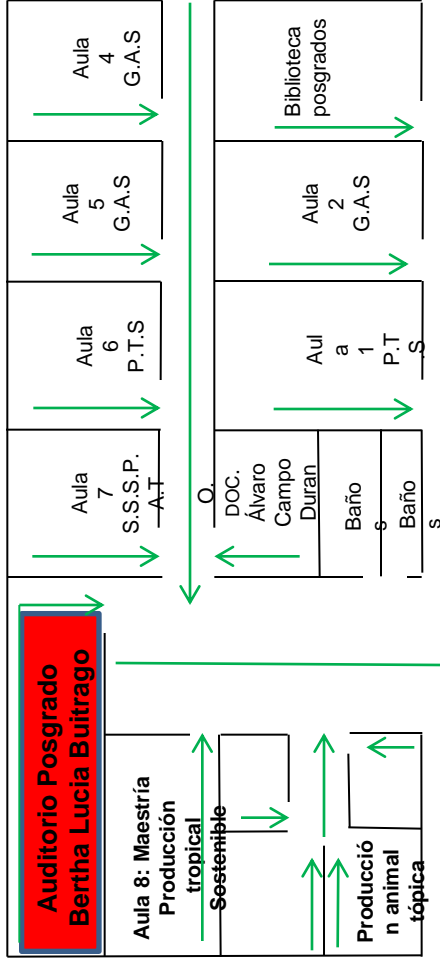 Aula
4
G.A.S
Aula
5
G.A.S
Aula
6
P.T.S
Aula
7
S.S.S.P.
A.T
Biblioteca
posgrados
Aula
2
G.A.S
Aul
a
1
P.T
.S
O.
DOC.
Álvaro
Campo
Duran
Baño
s
Baño
s
Auditorio Posgrado
Bertha Lucia Buitrago
Aula 8: Maestría
Producción
tropical
Sostenible
Producció
n animal
tópica